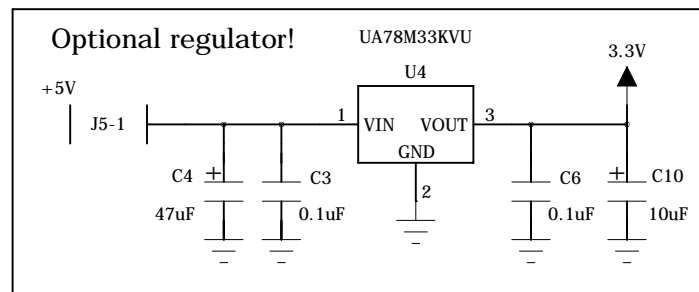 Optional regulator!
UA78M33KVU
3.3V
U4
+5V
J5-1
1
VIN
VOUT
3
GND
2
C4
+
47uF
C3
0.1uF
C6
0.1uF
+
C10
10uF